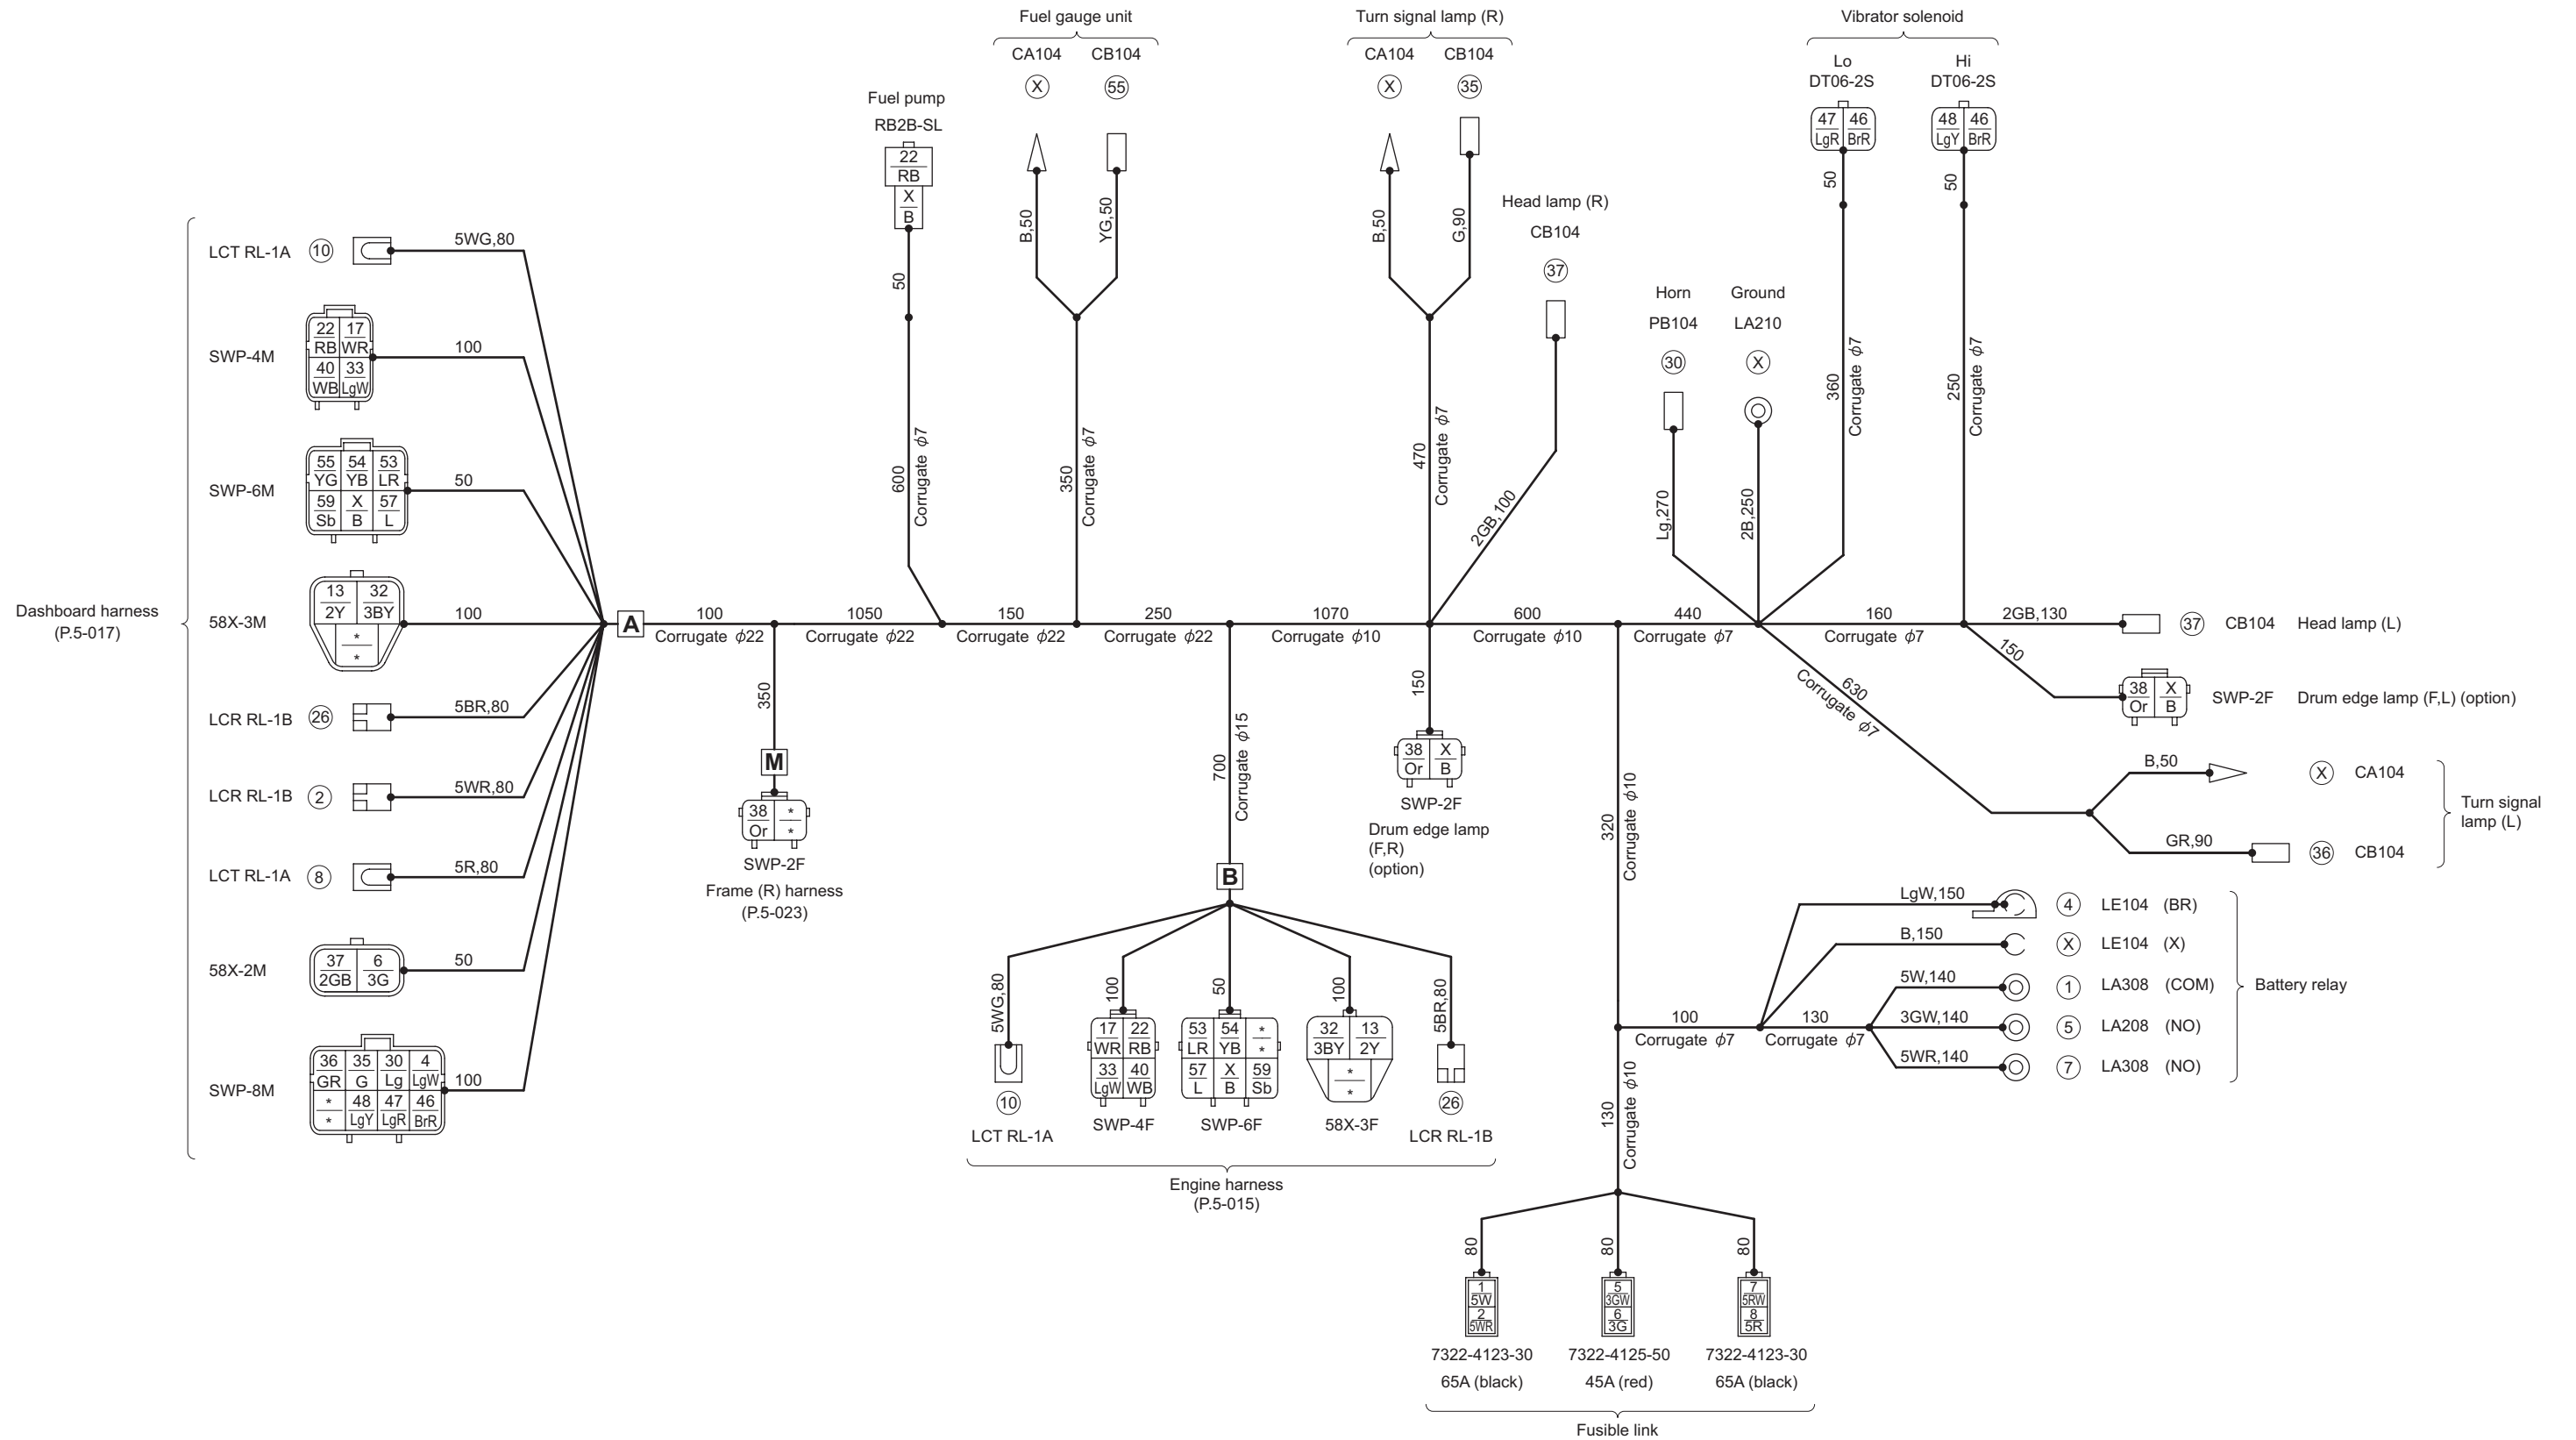 Fuel gauge unit
CA104 CB104
X 55
B,50
YG,50
350
Corrugate φ7
Turn signal lamp (R)
CA104 CB104
X 35
B,50
G,90
470
Corrugate φ7
Vibrator solenoid
Lo
DT06-2S
47 46
LgR BrR
50
360
Corrugate φ7
Hi
DT06-2S
48 46
LgY BrR
50
250
Corrugate φ7
Fuel pump
RB2B-SL
22
RB
X
B
50
600
Corrugate φ7
Head lamp (R)
CB104
37
2GB,100
Horn
PB104
30
Lg,270
Ground
LA210
X
2B,250
Dashboard harness
(P.5-017)
LCT RL-1A 10 5WG,80
SWP-4M
22 17
RB WR
40 33
WB LgW
100
SWP-6M
55 54 53
YG YB LR
59 X 57
Sb B L
50
58X-3M
13 32
2Y 3BY
*
*
100
LCR RL-1B 26 5BR,80
LCR RL-1B 2 5WR,80
LCT RL-1A 8 5R,80
58X-2M
37 6
2GB 3G
50
SWP-8M
36 35 30 4
GR G Lg LgW
* 48 47 46
* LgY LgR BrR
100
A
100
Corrugate φ22
1050
Corrugate φ22
150
Corrugate φ22
250
Corrugate φ22
1070
Corrugate φ10
600
Corrugate φ10
440
Corrugate φ7
160
Corrugate φ7
2GB,130 37 CB104 Head lamp (L)
150
38 X
Or B
SWP-2F Drum edge lamp (F,L) (option)
630
Corrugate φ7
B,50 X CA104
GR,90 36 CB104
Turn signal
lamp (L)
350
M
38 *
Or *
SWP-2F
Frame (R) harness
(P.5-023)
700
Corrugate φ15
B
5WG,80
10
LCT RL-1A
100
17 22
WR RB
33 40
LgW WB
SWP-4F
50
53 54 *
LR YB *
57 X 59
L B Sb
SWP-6F
100
32 13
3BY 2Y
*
*
58X-3F
5BR,80
26
LCR RL-1B
Engine harness
(P.5-015)
150
38 X
Or B
SWP-2F
Drum edge lamp
(F,R)
(option)
320
Corrugate φ10
100
Corrugate φ7
130
Corrugate φ7
LgW,150 4 LE104 (BR)
B,150 X LE104 (X)
5W,140 1 LA308 (COM)
3GW,140 5 LA208 (NO)
5WR,140 7 LA308 (NO)
Battery relay
130
Corrugate φ10
80
1
5W
2
5WR
7322-4123-30
65A (black)
80
5
3GW
6
3G
7322-4125-50
45A (red)
80
7
5RW
8
5R
7322-4123-30
65A (black)
Fusible link